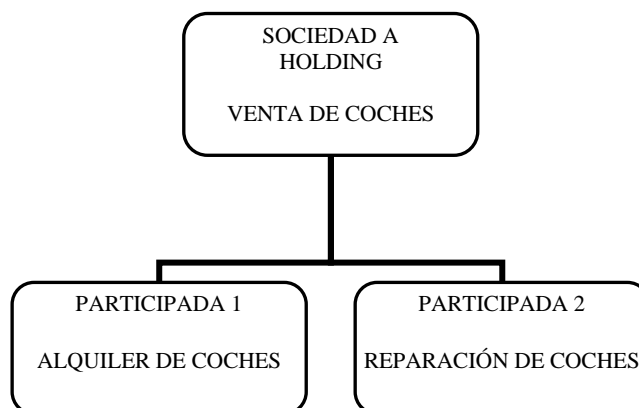 SOCIEDAD A
HOLDING
VENTA DE COCHES
PARTICIPADA 1
ALQUILER DE COCHES
PARTICIPADA 2
REPARACIÓN DE COCHES